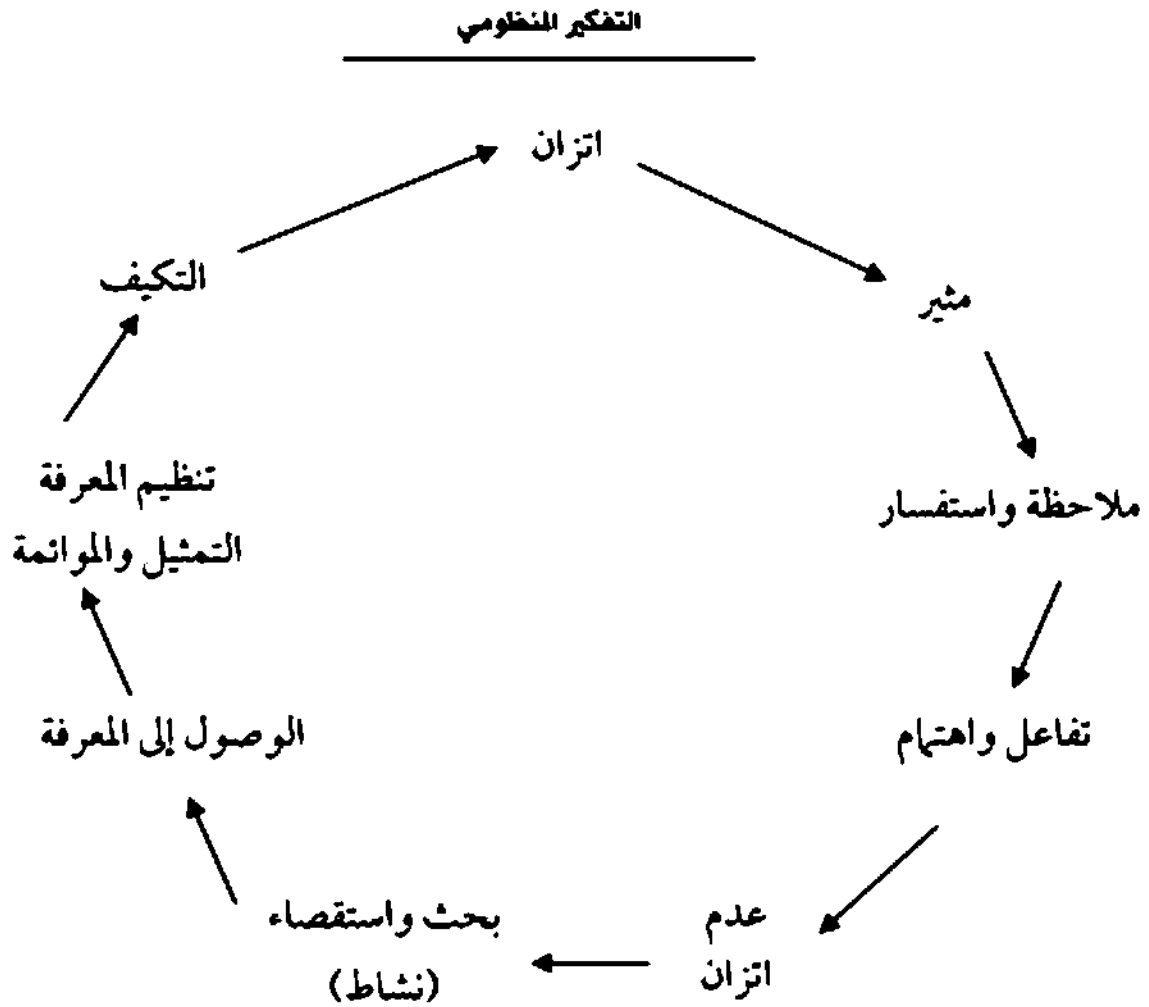 التفكير المنظومي
اتزان
مثير
ملاحظة واستفسار
تفاعل واهتمام
عدم
اتزان
بحث واستقصاء
(نشاط)
الوصول إلى المعرفة
تنظيم المعرفة
التمثيل والموائمة
التكيف